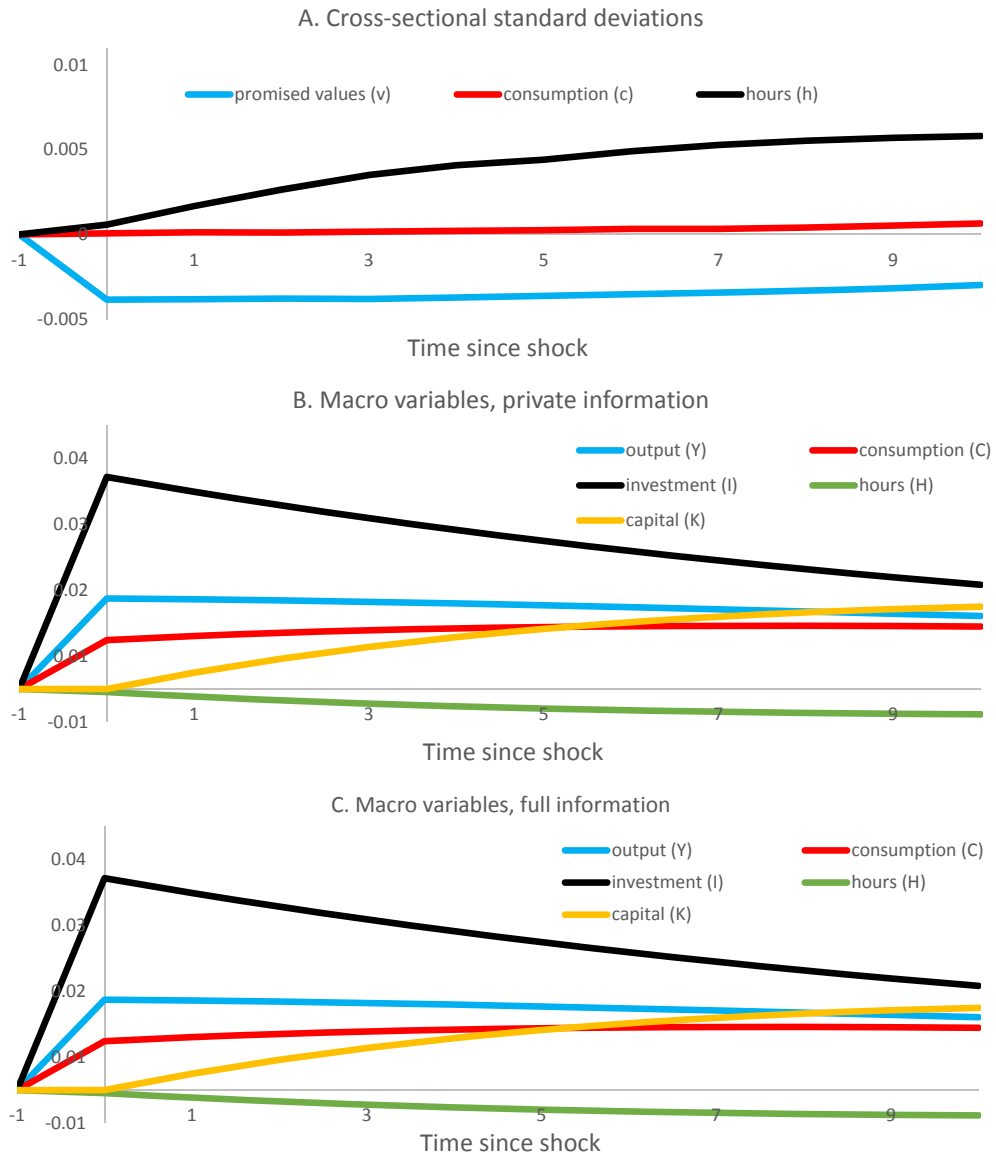 A. Cross-sectional standard deviations
0.01
promised values (v) consumption (c) hours (h)
0.005
0
-1 1 3 5 7 9
-0.005
Time since shock
B. Macro variables, private information
0.04
output (Y) consumption (C)
investment (I) hours (H)
capital (K)
0.03
0.02
0.01
-1 1 3 5 7 9
-0.01
Time since shock
C. Macro variables, full information
0.04
output (Y) consumption (C)
investment (I) hours (H)
capital (K)
0.03
0.02
0.01
-1 1 3 5 7 9
-0.01
Time since shock